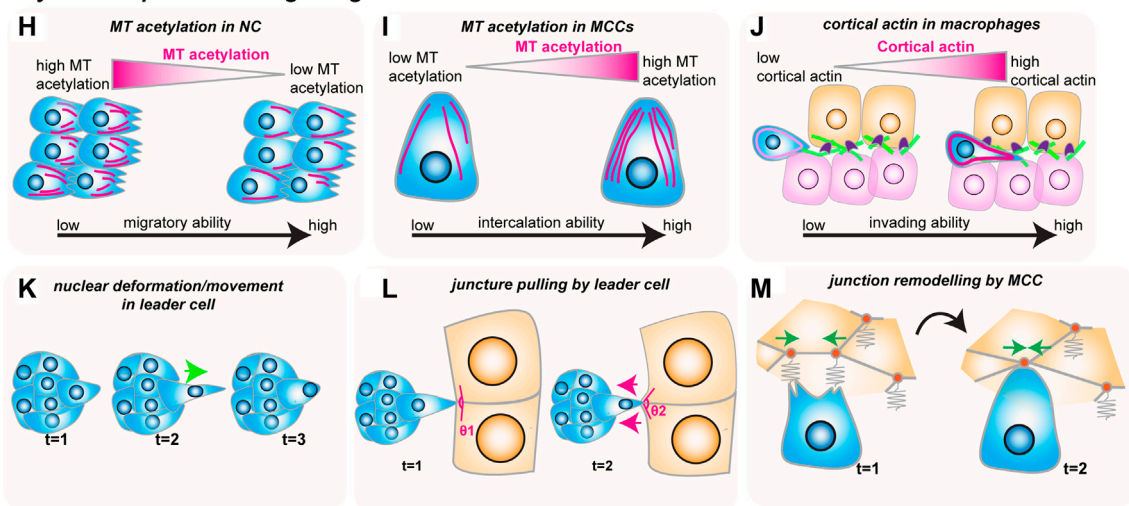 H
MT acetylation in NC
MT acetylation
high MT
acetylation
low MT
acetylation
low
migratory ability
high
I
MT acetylation in MCCs
MT acetylation
low MT
acetylation
high MT
acetylation
low
intercalation ability
high
J
cortical actin in macrophages
Cortical actin
low
cortical actin
high
cortical actin
low
invading ability
high
K
nuclear deformation/movement
in leader cell
t=1
t=2
t=3
L
juncture pulling by leader cell
θ1
θ2
t=1
t=2
M
junction remodelling by MCC
t=1
t=2